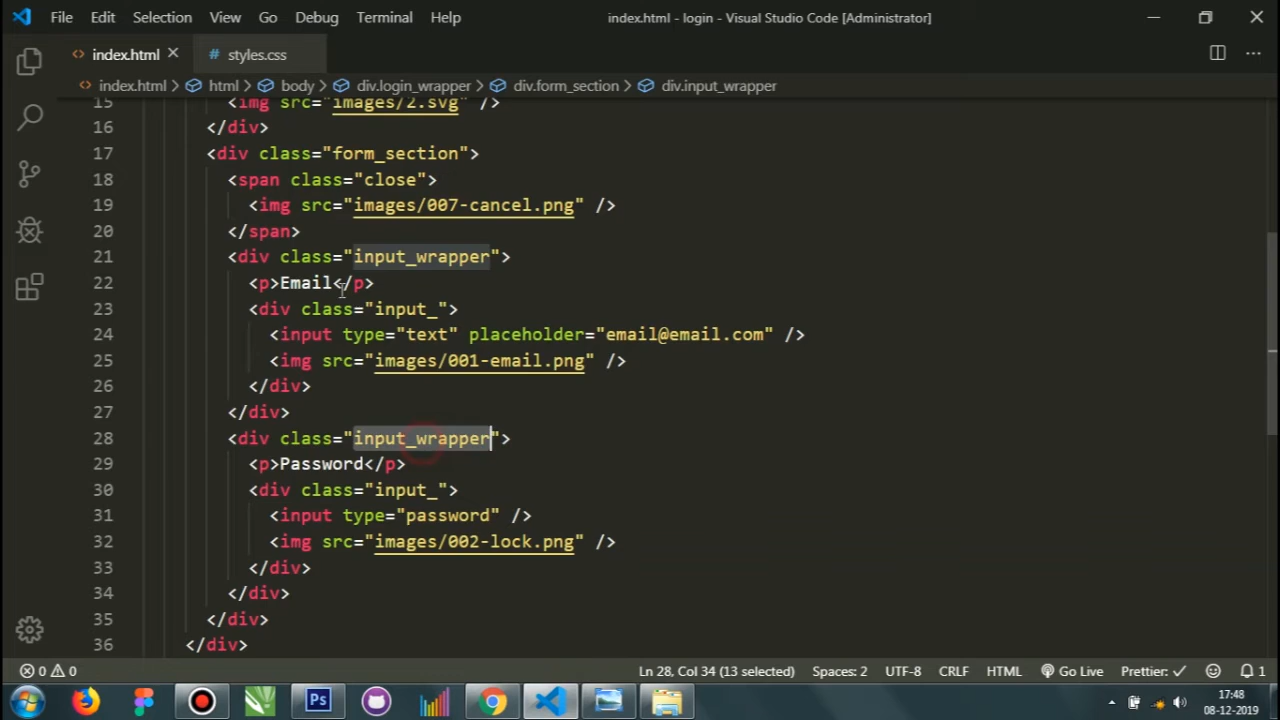 File Edit Selection View Go Debug Terminal Help index.html - login - Visual Studio Code [Administrator]
index.html # styles.css
index.html > html > body > div.login_wrapper > div.form_section > div.input_wrapper
15 <img src="images/2.svg" />
16 </div>
17 <div class="form_section">
18 <span class="close">
19 <img src="images/007-cancel.png" />
20 </span>
21 <div class="input_wrapper">
22 <p>Email</p>
23 <div class="input_">
24 <input type="text" placeholder="email@email.com" />
25 <img src="images/001-email.png" />
26 </div>
27 </div>
28 <div class="input_wrapper">
29 <p>Password</p>
30 <div class="input_">
31 <input type="password" />
32 <img src="images/002-lock.png" />
33 </div>
34 </div>
35 </div>
36 </div>
0 0 Ln 28, Col 34 (13 selected) Spaces: 2 UTF-8 CRLF HTML Go Live Prettier: ✓ 1
Ps 17:48
08-12-2019